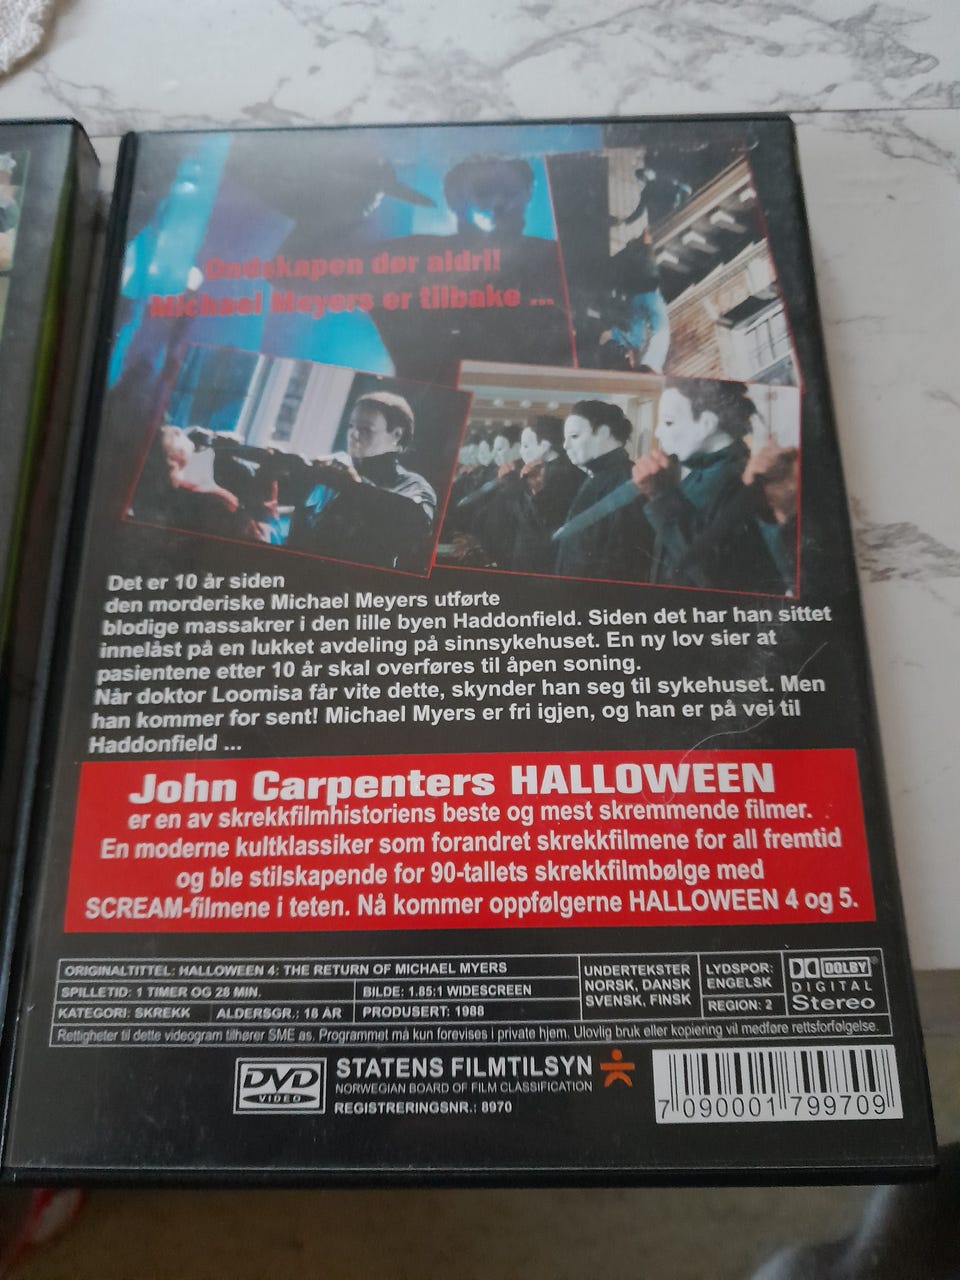 Ondskapen dør aldri!
Michael Meyers er tilbake ...
Det er 10 år siden
den morderiske Michael Meyers utførte
blodige massakrer i den lille byen Haddonfield. Siden det har han sittet
innelåst på en lukket avdeling på sinnsykehuset. En ny lov sier at
pasientene etter 10 år skal overføres til åpen soning.
Når doktor Loomisa får vite dette, skynder han seg til sykehuset. Men
han kommer for sent! Michael Myers er fri igjen, og han er på vei til
Haddonfield ...
John Carpenters HALLOWEEN
er en av skrekkfilmhistoriens beste og mest skremmende filmer.
En moderne kultklassiker som forandret skrekkfilmene for all fremtid
og ble stilskapende for 90-tallets skrekkfilmbølge med
SCREAM-filmene i teten. Nå kommer oppfølgerne HALLOWEEN 4 og 5.
ORIGINALTITTEL: HALLOWEEN 4: THE RETURN OF MICHAEL MYERS
SPILLETID: 1 TIMER OG 28 MIN. BILDE: 1.85:1 WIDESCREEN
KATEGORI: SKREKK ALDERSGR.: 18 ÅR PRODUSERT: 1988
UNDERTEKSTER
NORSK, DANSK
SVENSK, FINSK
LYDSPOR:
ENGELSK
REGION: 2
DOLBY
DIGITAL
Stereo
Rettigheter til dette videogram tilhører SME as. Programmet må kun forevises i private hjem. Ulovlig bruk eller kopiering vil medføre rettsforfølgelse.
DVD
VIDEO
STATENS FILMTILSYN
NORWEGIAN BOARD OF FILM CLASSIFICATION
REGISTRERINGSNR.: 8970
7 090001 799709